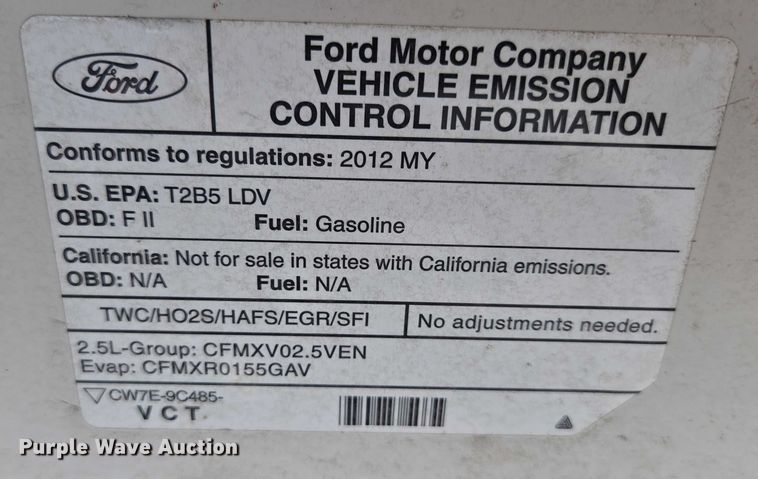 Ford
Ford Motor Company
VEHICLE EMISSION
CONTROL INFORMATION
Conforms to regulations: 2012 MY
U.S. EPA: T2B5 LDV
OBD: F II Fuel: Gasoline
California: Not for sale in states with California emissions.
OBD: N/A Fuel: N/A
TWC/HO2S/HAFS/EGR/SFI No adjustments needed.
2.5L-Group: CFMXV02.5VEN
Evap: CFMXR0155GAV
CW7E-9C485-
V C T
Purple Wave Auction